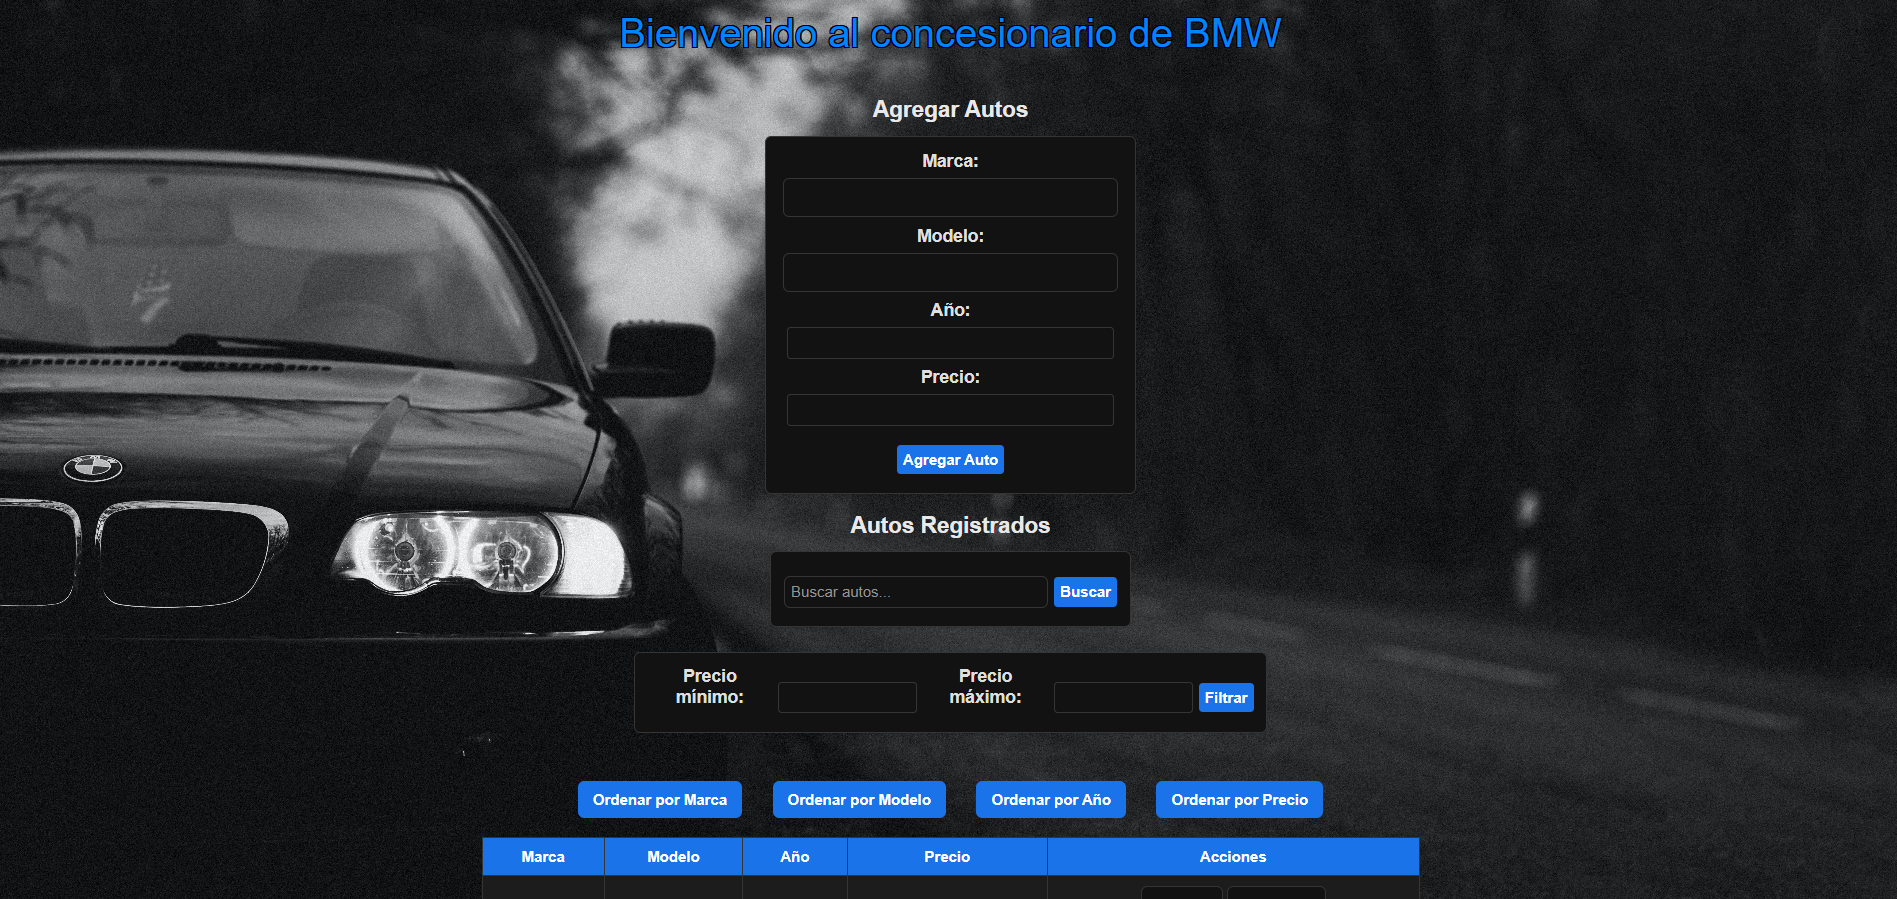 Bienvenido al concesionario de BMW
Agregar Autos
Marca:
Modelo:
Año:
Precio:
Agregar Auto
Autos Registrados
Buscar autos...
Buscar
Precio mínimo:
Precio máximo:
Filtrar
Ordenar por Marca
Ordenar por Modelo
Ordenar por Año
Ordenar por Precio
Marca
Modelo
Año
Precio
Acciones